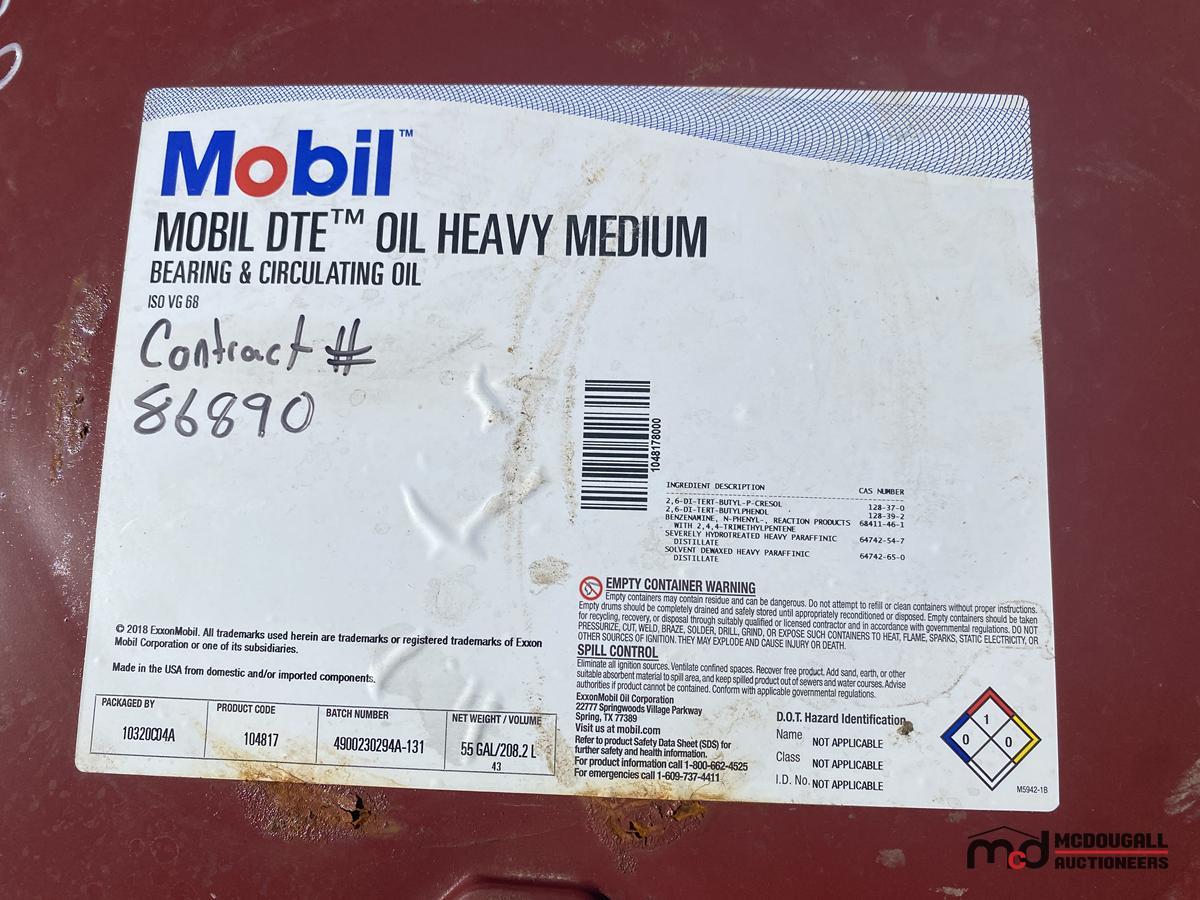 Mobil™
MOBIL DTE™ OIL HEAVY MEDIUM
BEARING & CIRCULATING OIL
ISO VG 68
Contract #
86890
1048178000
INGREDIENT DESCRIPTION CAS NUMBER
2,6-DI-TERT-BUTYL-P-CRESOL 128-37-0
2,6-DI-TERT-BUTYLPHENOL 128-39-2
BENZENAMINE, N-PHENYL-, REACTION PRODUCTS 68411-46-1
WITH 2,4,4-TRIMETHYLPENTENE
SEVERELY HYDROTREATED HEAVY PARAFFINIC 64742-54-7
DISTILLATE
SOLVENT DEWAXED HEAVY PARAFFINIC 64742-65-0
DISTILLATE
EMPTY CONTAINER WARNING
Empty containers may contain residue and can be dangerous. Do not attempt to refill or clean containers without proper instructions.
Empty drums should be completely drained and safely stored until appropriately reconditioned or disposed. Empty containers should be taken
for recycling, recovery, or disposal through suitably qualified or licensed contractor and in accordance with governmental regulations. DO NOT
PRESSURIZE, CUT, WELD, BRAZE, SOLDER, DRILL, GRIND, OR EXPOSE SUCH CONTAINERS TO HEAT, FLAME, SPARKS, STATIC ELECTRICITY, OR
OTHER SOURCES OF IGNITION. THEY MAY EXPLODE AND CAUSE INJURY OR DEATH.
SPILL CONTROL
Eliminate all ignition sources. Ventilate confined spaces. Recover free product. Add sand, earth, or other
suitable absorbent material to spill area, and keep spilled product out of sewers and water courses. Advise
authorities if product cannot be contained. Conform with applicable governmental regulations.
ExxonMobil Oil Corporation
22777 Springwoods Village Parkway
Spring, TX 77389
Visit us at mobil.com
Refer to product Safety Data Sheet (SDS) for
further safety and health information.
For product information call 1-800-662-4525
For emergencies call 1-609-737-4411
D.O.T. Hazard Identification
Name NOT APPLICABLE
Class NOT APPLICABLE
I.D. No. NOT APPLICABLE
1
0 0
M5942-1B
© 2018 ExxonMobil. All trademarks used herein are trademarks or registered trademarks of Exxon
Mobil Corporation or one of its subsidiaries.
Made in the USA from domestic and/or imported components.
PACKAGED BY PRODUCT CODE BATCH NUMBER NET WEIGHT / VOLUME
10320C04A 104817 4900230294A-131 55 GAL/208.2 L
43
mcd MCDOUGALL
AUCTIONEERS